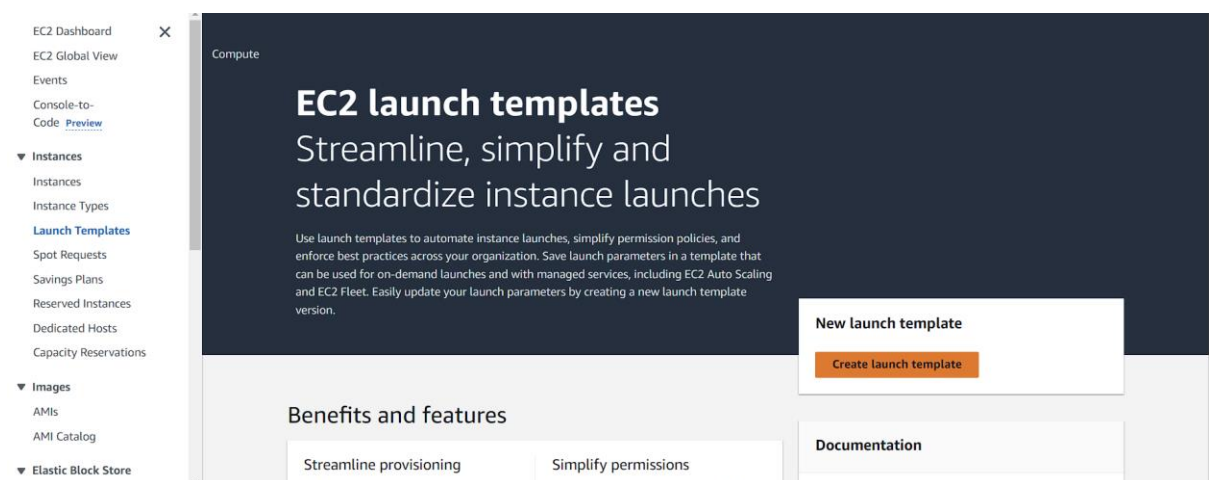 EC2 Dashboard
EC2 Global View
Events
Console-to-
Code Preview
Instances
Instances
Instance Types
Launch Templates
Spot Requests
Savings Plans
Reserved Instances
Dedicated Hosts
Capacity Reservations
Images
AMIs
AMI Catalog
Elastic Block Store
Compute
EC2 launch templates
Streamline, simplify and
standardize instance launches
Use launch templates to automate instance launches, simplify permission policies, and
enforce best practices across your organization. Save launch parameters in a template that
can be used for on-demand launches and with managed services, including EC2 Auto Scaling
and EC2 Fleet. Easily update your launch parameters by creating a new launch template
version.
New launch template
Create launch template
Benefits and features
Streamline provisioning
Simplify permissions
Documentation